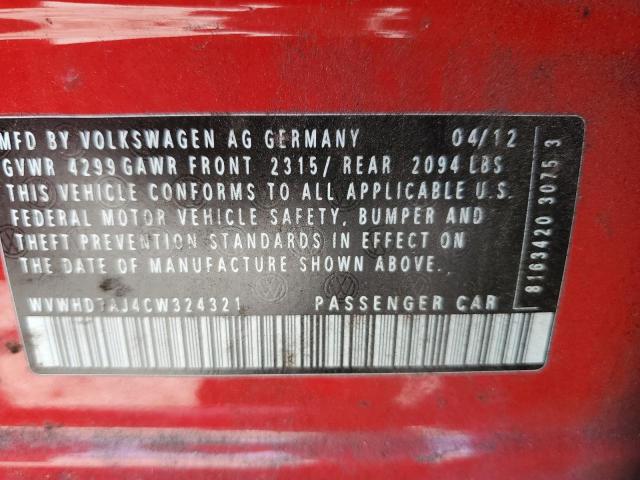 MFD BY VOLKSWAGEN AG GERMANY 04/12
GVWR 4299 GAWR FRONT 2315/ REAR 2094 LBS
THIS VEHICLE CONFORMS TO ALL APPLICABLE U.S.
FEDERAL MOTOR VEHICLE SAFETY, BUMPER AND
THEFT PREVENTION STANDARDS IN EFFECT ON
THE DATE OF MANUFACTURE SHOWN ABOVE..
WVWHD7AJ4CW324321 PASSENGER CAR
8163420 3075 3